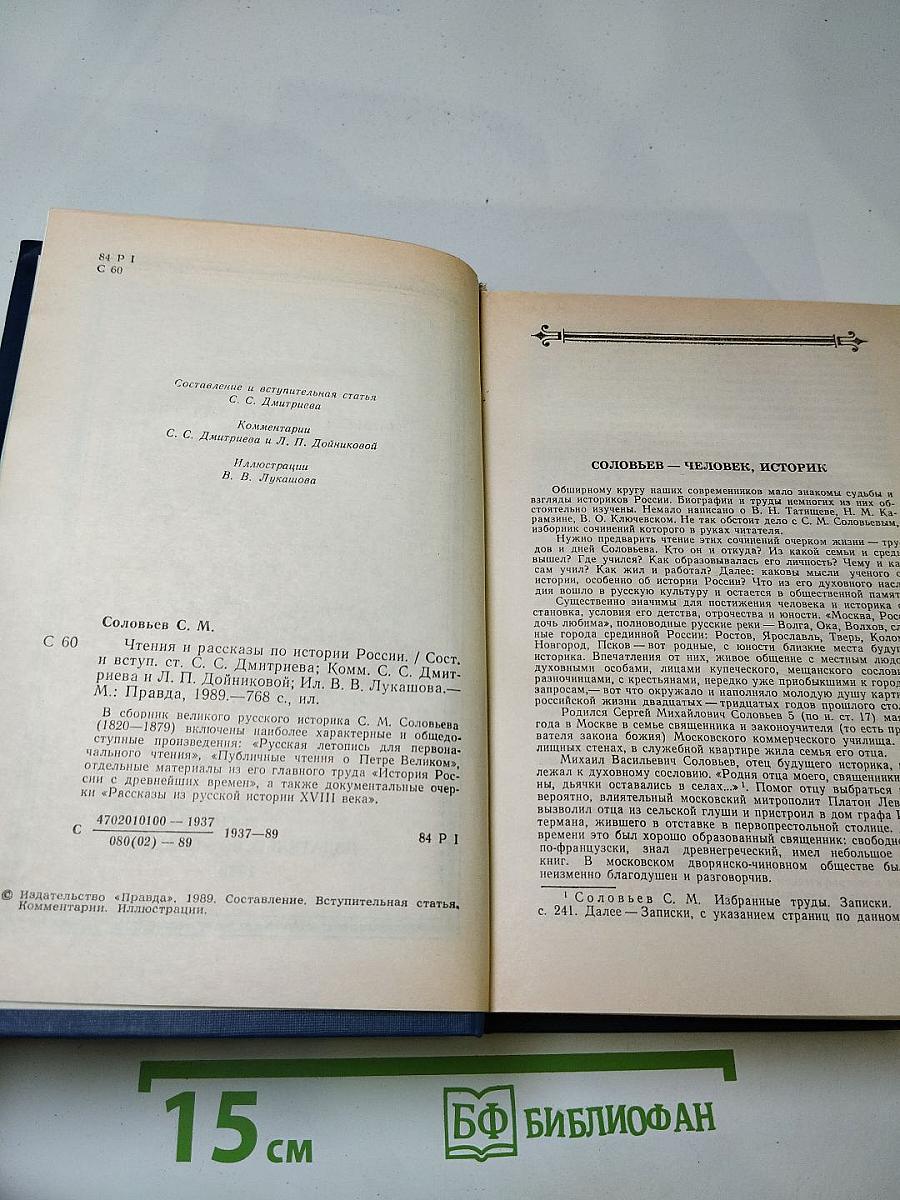 84 Р I
С 60
Составление и вступительная статья
С. С. Дмитриева
Комментарии
С. С. Дмитриева и Л. П. Дойниковой
Иллюстрации
В. В. Лукашова
Соловьев С. М.
С 60 Чтения и рассказы по истории России. / Сост.
и вступ. ст. С. С. Дмитриева; Комм. С. С. Дмит-
риева и Л. П. Дойниковой; Ил. В. В. Лукашова.—
М.: Правда, 1989.—768 с., ил.
В сборник великого русского историка С. М. Соловьева
(1820—1879) включены наиболее характерные и общедо-
ступные произведения: «Русская летопись для первона-
чального чтения», «Публичные чтения о Петре Великом»,
отдельные материалы из его главного труда «История Рос-
сии с древнейших времен», а также документальные очер-
ки «Рассказы из русской истории XVIII века».
С 4702010100 — 1937
080(02) — 89
1937—89
84 Р I
© Издательство «Правда». 1989. Составление. Вступительная статья.
Комментарии. Иллюстрации.
СОЛОВЬЕВ — ЧЕЛОВЕК, ИСТОРИК
Обширному кругу наших современников мало знакомы судьбы и
взгляды историков России. Биографии и труды немногих из них об-
стоятельно изучены. Немало написано о В. Н. Татищеве, Н. М. Ка-
рамзине, В. О. Ключевском. Не так обстоит дело с С. М. Соловьевым,
изборник сочинений которого в руках читателя.
Нужно предварить чтение этих сочинений очерком жизни — тру-
дов и дней Соловьева. Кто он и откуда? Из какой семьи и среды
вышел? Где учился? Как образовывалась его личность? Чему и ка
сам учил? Как жил и работал? Далее: каковы мысли ученого о
истории, особенно об истории России? Что из его духовного насл
дия вошло в русскую культуру и остается в общественной памят
Существенно значимы для постижения человека и историка о
становка, условия его детства, отрочества и юности. «Москва, Рос
дочь любима», полноводные русские реки — Волга, Ока, Волхов, сл
ные города срединной России: Ростов, Ярославль, Тверь, Колом
Новгород, Псков — вот родные, с юности близкие места будущ
историка. Впечатления от них, живое общение с местным людо
духовными особами, лицами купеческого, мещанского сослови
разночинцами, с крестьянами, нередко уже приобыкшими к город
запросам,— вот что окружало и наполняло молодую душу карти
российской жизни двадцатых — тридцатых годов прошлого стол
Родился Сергей Михайлович Соловьев 5 (по н. ст. 17) мая
года в Москве в семье священника и законоучителя (то есть пр
вателя закона божия) Московского коммерческого училища.
лищных стенах, в служебной квартире жила семья его отца.
Михаил Васильевич Соловьев, отец будущего историка,
лежал к духовному сословию. «Родня отца моего, священники
ны, дьячки оставались в селах...»¹. Помог отцу выбраться
вероятно, влиятельный московский митрополит Платон Лев
вызволил отца из сельской глуши и пристроил в дом графа
термана, жившего в отставке в первопрестольной столице.
времени это был хорошо образованный священник: свободно
по-французски, знал древнегреческий, имел небольшое
книг. В московском дворянско-чиновном обществе бы
неизменно благодушен и разговорчив.
¹ Соловьев С. М. Избранные труды. Записки.
с. 241. Далее — Записки, с указанием страниц по данном
15 см
БФ БИБЛИОФАН